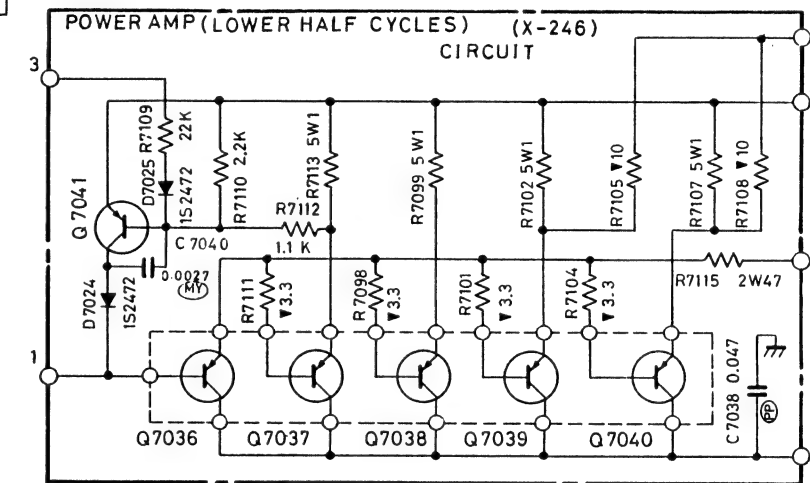 POWER AMP (LOWER HALF CYCLES) (X-246)
CIRCUIT
3
R7109
22K
D7025
1S2472
R7110 2.2K
R7113 5W1
R7099 5W1
R7102 5W1
R7105 ▼10
R7107 5W1
R7108 ▼10
Q7041
R7112
1.1 K
C7040
0.0027
MY
D7024
1S2472
R7111
▼3.3
R7098
▼3.3
R7101
▼3.3
R7104
▼3.3
R7115 2W47
1
C7038 0.047
PP
Q7036
Q7037
Q7038
Q7039
Q7040